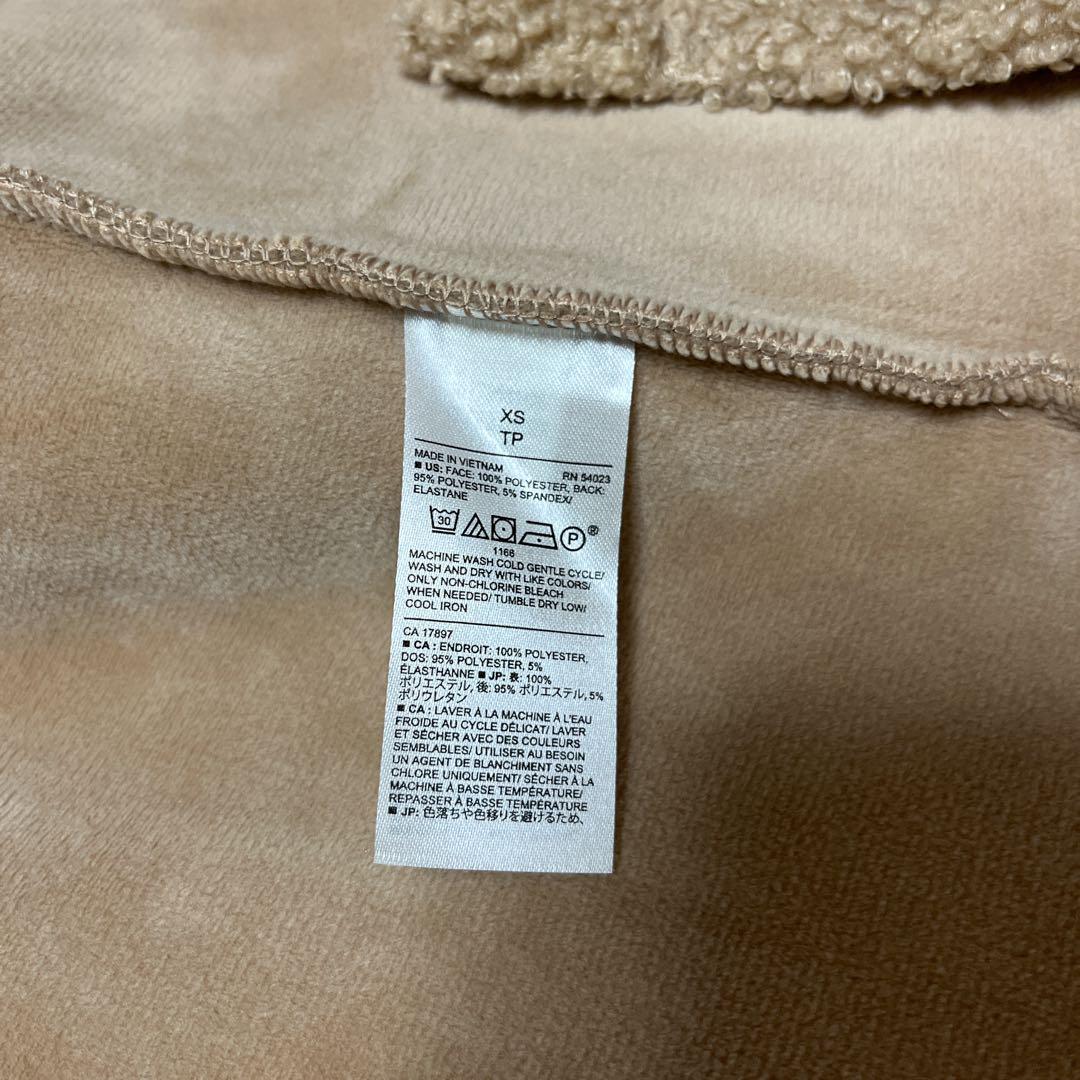 XS
TP
MADE IN VIETNAM RN 54023
■ US: FACE: 100% POLYESTER, BACK:
95% POLYESTER, 5% SPANDEX/
ELASTANE
30 P ®
1166
MACHINE WASH COLD GENTLE CYCLE/
WASH AND DRY WITH LIKE COLORS/
ONLY NON-CHLORINE BLEACH
WHEN NEEDED/ TUMBLE DRY LOW/
COOL IRON
CA 17897
■ CA : ENDROIT: 100% POLYESTER,
DOS: 95% POLYESTER, 5%
ÉLASTHANNE ■ JP: 表: 100%
ポリエステル, 後: 95% ポリエステル, 5%
ポリウレタン
■ CA : LAVER À LA MACHINE À L'EAU
FROIDE AU CYCLE DÉLICAT/ LAVER
ET SÉCHER AVEC DES COULEURS
SEMBLABLES/ UTILISER AU BESOIN
UN AGENT DE BLANCHIMENT SANS
CHLORE UNIQUEMENT/ SÉCHER À LA
MACHINE À BASSE TEMPÉRATURE/
REPASSER À BASSE TEMPÉRATURE
■ JP: 色落ちや色移りを避けるため、